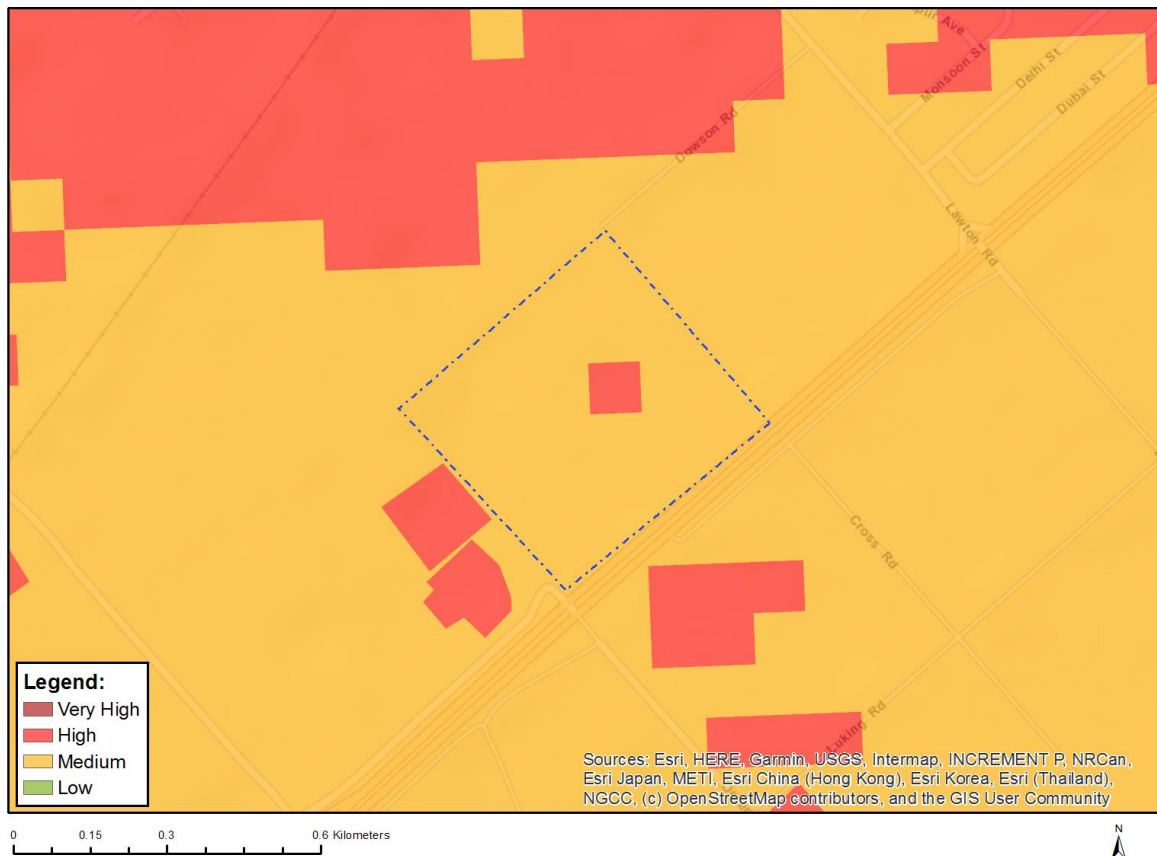 Monsoon St
Delhi St
Dubai St
Dowson Rd
Lawton Rd
Cross Rd
Luking Rd
Legend:
Very High
High
Medium
Low
Sources: Esri, HERE, Garmin, USGS, Intermap, INCREMENT P, NRCan,
Esri Japan, METI, Esri China (Hong Kong), Esri Korea, Esri (Thailand),
NGCC, (c) OpenStreetMap contributors, and the GIS User Community
0 0.15 0.3 0.6 Kilometers
N